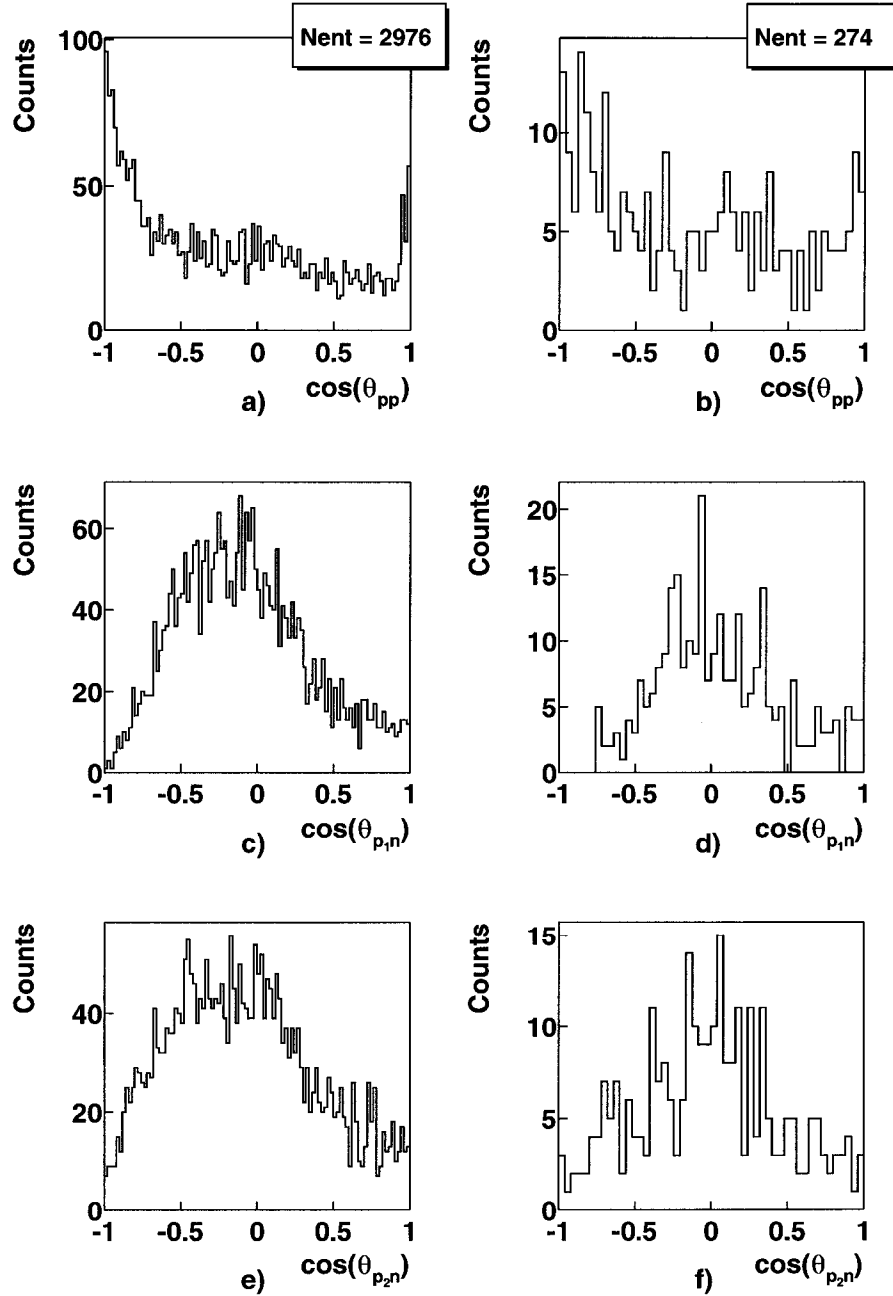 Nent = 2976
Counts
100
50
0
-1 -0.5 0 0.5 1
cos(θpp)
a)
Nent = 274
Counts
10
5
0
-1 -0.5 0 0.5 1
cos(θpp)
b)
Counts
60
40
20
0
-1 -0.5 0 0.5 1
cos(θp1n)
c)
Counts
20
15
10
5
0
-1 -0.5 0 0.5 1
cos(θp1n)
d)
Counts
40
20
0
-1 -0.5 0 0.5 1
cos(θp2n)
e)
Counts
15
10
5
0
-1 -0.5 0 0.5 1
cos(θp2n)
f)